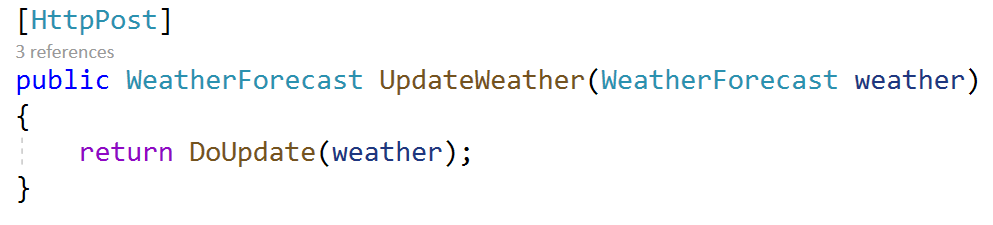 [HttpPost]
3 references
public WeatherForecast UpdateWeather(WeatherForecast weather)
{
    return DoUpdate(weather);
}